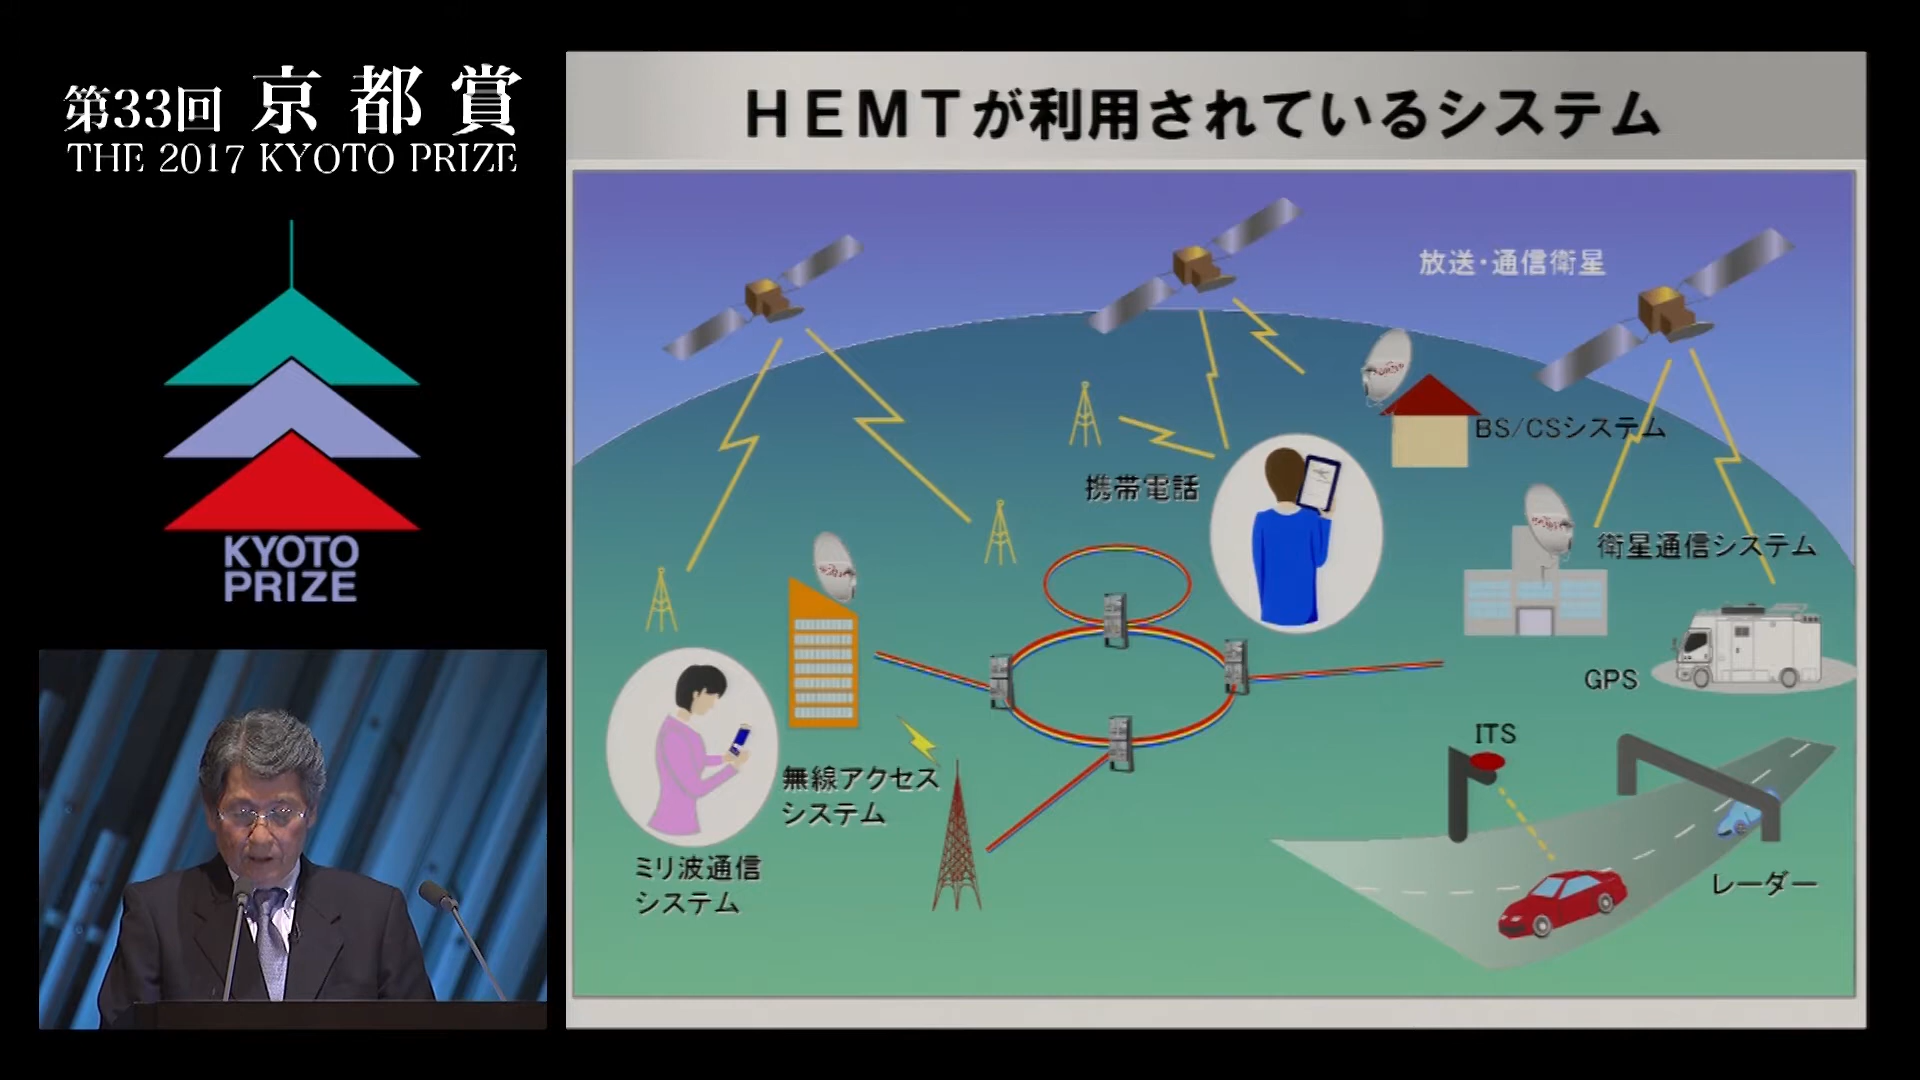 第33回 京都賞
THE 2017 KYOTO PRIZE
KYOTO
PRIZE
HEMTが利用されているシステム
放送・通信衛星
BS/CSシステム
携帯電話
衛星通信システム
GPS
ITS
無線アクセス
システム
ミリ波通信
システム
レーダー